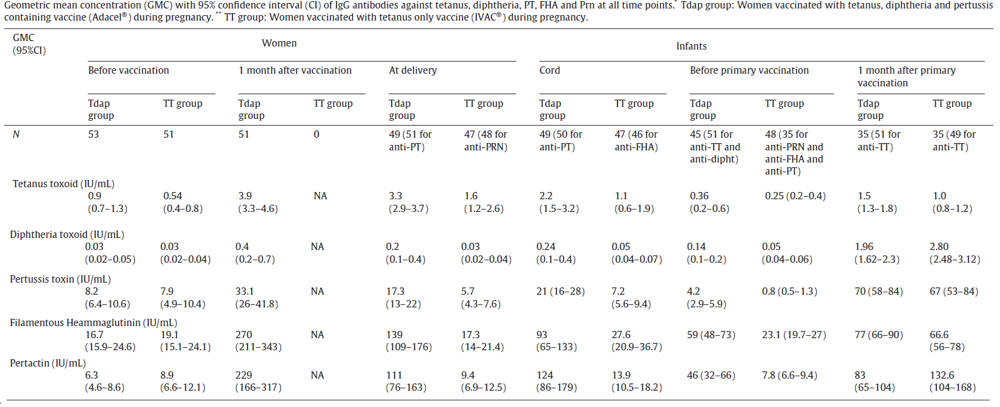 Geometric mean concentration (GMC) with 95% confidence interval (CI) of IgG antibodies against tetanus, diphtheria, PT, FHA and Prn at all time points.* Tdap group: Women vaccinated with tetanus, diphtheria and pertussis
containing vaccine (Adacel®) during pregnancy. ** TT group: Women vaccinated with tetanus only vaccine (IVAC®) during pregnancy.
GMC
(95%CI)
Women
Infants
Before vaccination
1 month after vaccination
At delivery
Cord
Before primary vaccination
1 month after primary
vaccination
Tdap
group
TT group
Tdap
group
TT group
Tdap
group
TT group
Tdap
group
TT group
Tdap
group
TT group
Tdap
group
TT group
N
53
51
51
0
49 (51 for
anti-PT)
47 (48 for
anti-PRN)
49 (50 for
anti-PT)
47 (46 for
anti-FHA)
45 (51 for
anti-TT and
anti-dipht)
48 (35 for
anti-PRN and
anti-FHA and
anti-PT)
35 (51 for
anti-TT)
35 (49 for
anti-TT)
Tetanus toxoid (IU/mL)
0.9
(0.7–1.3)
0.54
(0.4–0.8)
3.9
(3.3–4.6)
NA
3.3
(2.9–3.7)
1.6
(1.2–2.6)
2.2
(1.5–3.2)
1.1
(0.6–1.9)
0.36
(0.2–0.6)
0.25 (0.2–0.4)
1.5
(1.3–1.8)
1.0
(0.8–1.2)
Diphtheria toxoid (IU/mL)
0.03
(0.02–0.05)
0.03
(0.02–0.04)
0.4
(0.2–0.7)
NA
0.2
(0.1–0.4)
0.03
(0.02–0.04)
0.24
(0.1–0.4)
0.05
(0.04–0.07)
0.14
(0.1–0.2)
0.05
(0.04–0.06)
1.96
(1.62–2.3)
2.80
(2.48–3.12)
Pertussis toxin (IU/mL)
8.2
(6.4–10.6)
7.9
(4.9–10.4)
33.1
(26–41.8)
NA
17.3
(13–22)
5.7
(4.3–7.6)
21 (16–28)
7.2
(5.6–9.4)
4.2
(2.9–5.9)
0.8 (0.5–1.3)
70 (58–84)
67 (53–84)
Filamentous Heammaglutinin (IU/mL)
16.7
(15.9–24.6)
19.1
(15.1–24.1)
270
(211–343)
NA
139
(109–176)
17.3
(14–21.4)
93
(65–133)
27.6
(20.9–36.7)
59 (48–73)
23.1 (19.7–27)
77 (66–90)
66.6
(56–78)
Pertactin (IU/mL)
6.3
(4.6–8.6)
8.9
(6.6–12.1)
229
(166–317)
NA
111
(76–163)
9.4
(6.9–12.5)
124
(86–179)
13.9
(10.5–18.2)
46 (32–66)
7.8 (6.6–9.4)
83
(65–104)
132.6
(104–168)